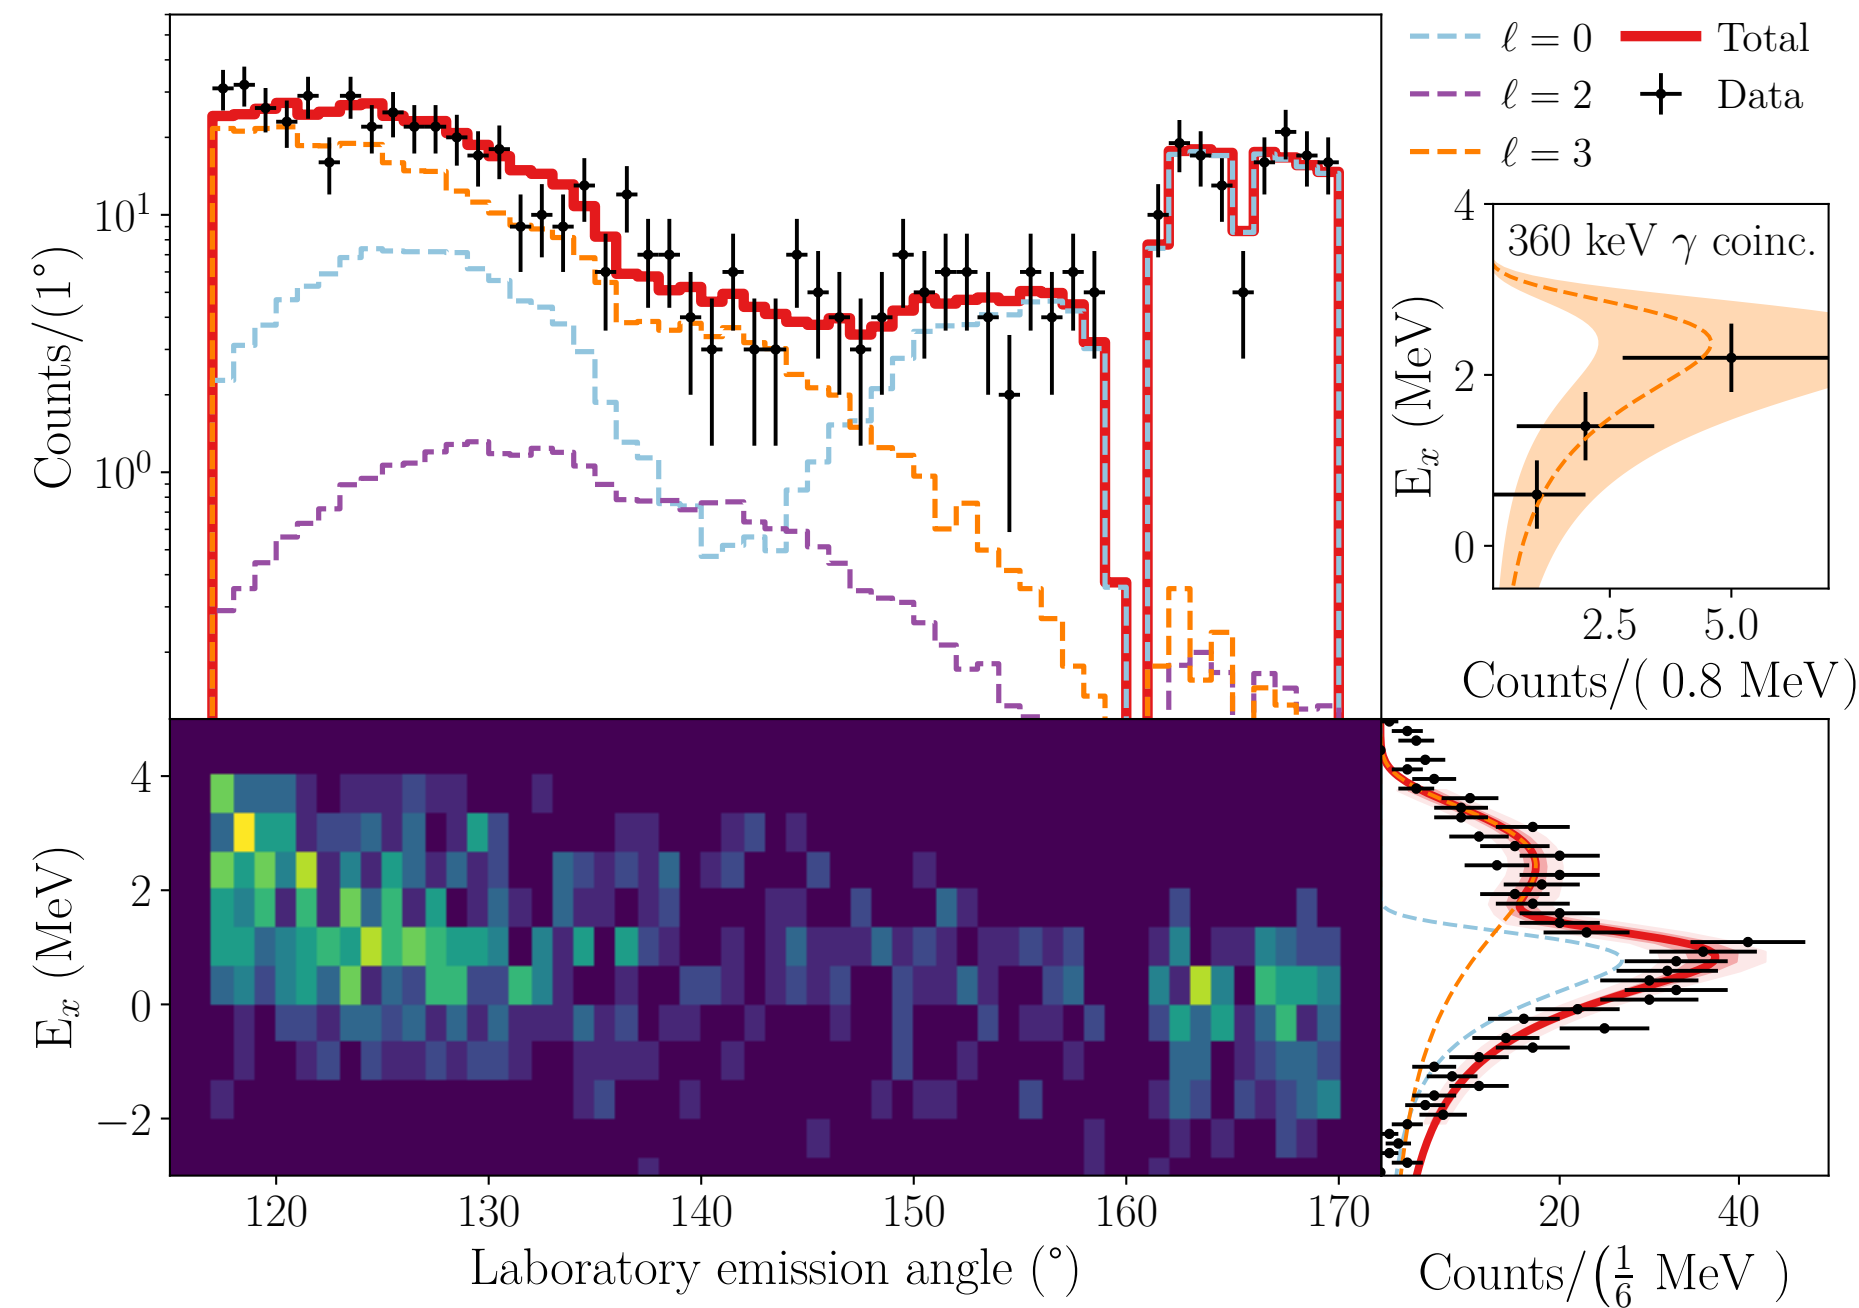 ℓ = 0
Total
ℓ = 2
Data
ℓ = 3
Counts/(1°)
10¹
10⁰
360 keV γ coinc.
Eₓ (MeV)
4
2
0
2.5 5.0
Counts/( 0.8 MeV)
Eₓ (MeV)
4
2
0
−2
120 130 140 150 160 170
Laboratory emission angle (°)
20 40
Counts/(1/6 MeV )